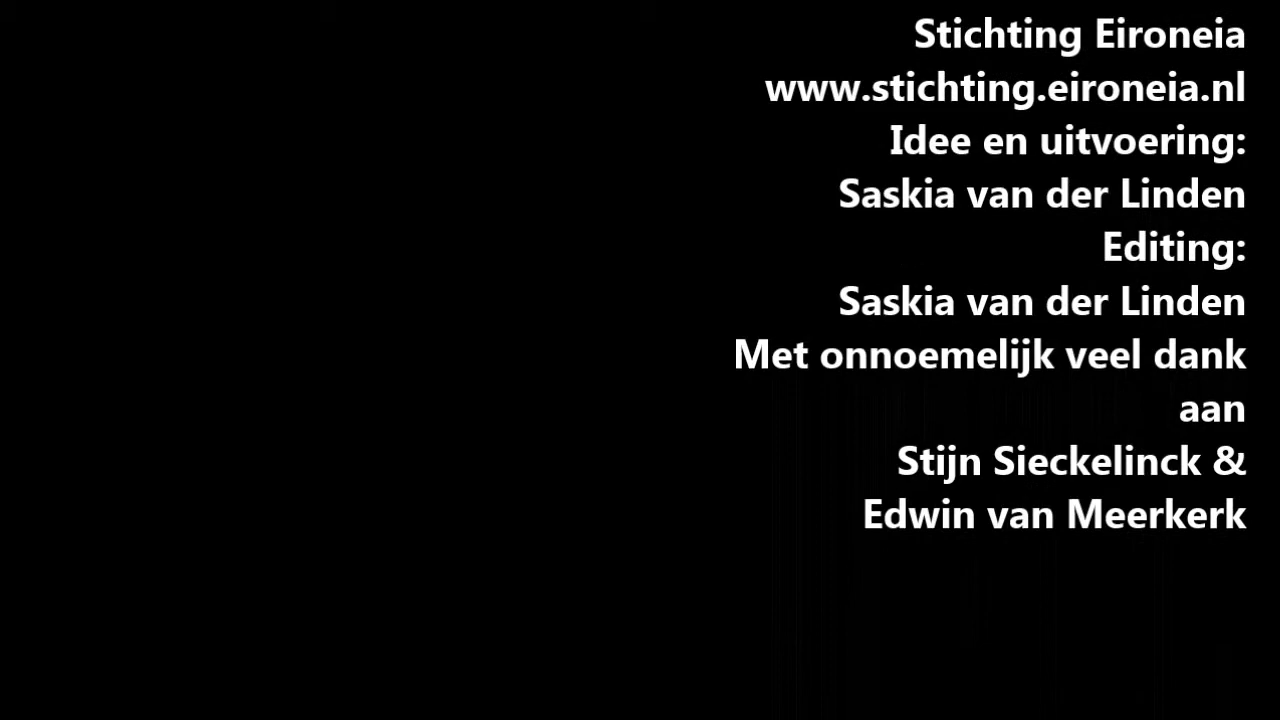 Stichting Eironeia
www.stichting.eironeia.nl
Idee en uitvoering:
Saskia van der Linden
Editing:
Saskia van der Linden
Met onnoemelijk veel dank
aan
Stijn Sieckelinck &
Edwin van Meerkerk